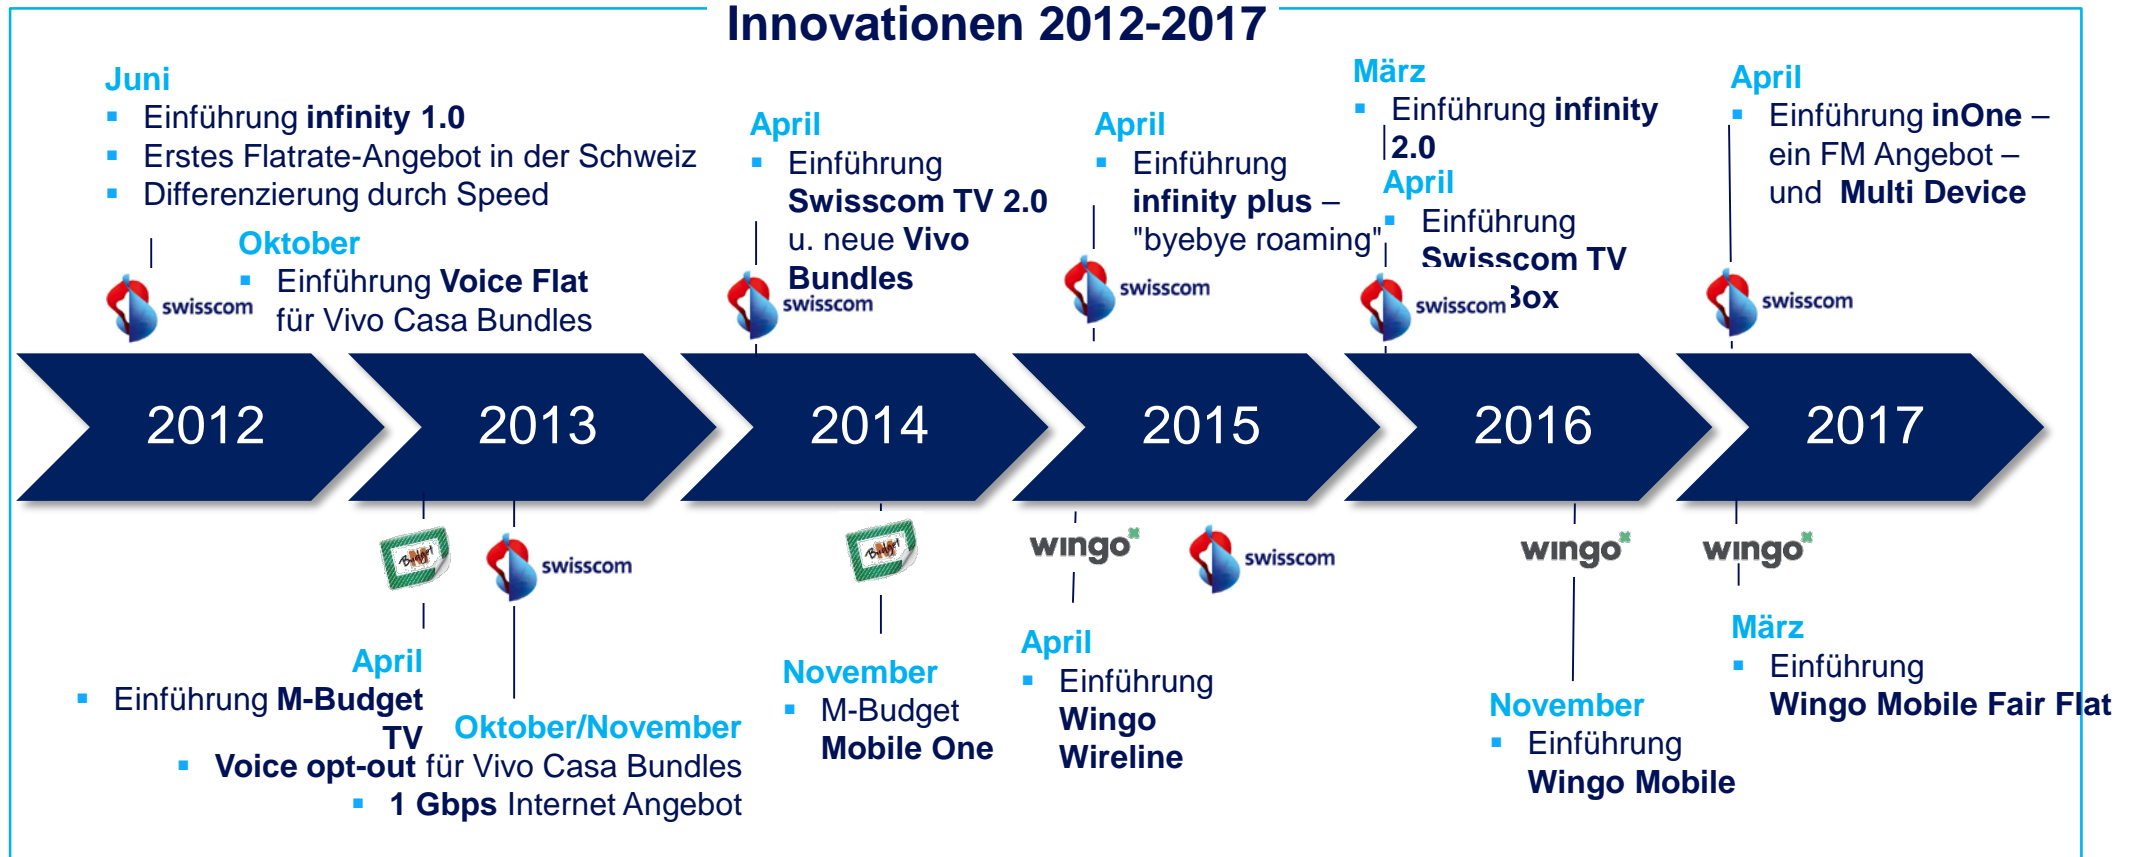 Innovationen 2012-2017
Juni
▪ Einführung infinity 1.0
▪ Erstes Flatrate-Angebot in der Schweiz
▪ Differenzierung durch Speed
Oktober
▪ Einführung Voice Flat
für Vivo Casa Bundles
swisscom
April
▪ Einführung
Swisscom TV 2.0
u. neue Vivo
Bundles
swisscom
April
▪ Einführung
infinity plus –
"byebye roaming"
swisscom
März
▪ Einführung infinity
2.0
April
▪ Einführung
Swisscom TV
Box
swisscom
April
▪ Einführung inOne –
ein FM Angebot –
und Multi Device
swisscom
2012
2013
2014
2015
2016
2017
Budget
April
▪ Einführung M-Budget
TV
swisscom
Oktober/November
▪ Voice opt-out für Vivo Casa Bundles
▪ 1 Gbps Internet Angebot
Budget
November
▪ M-Budget
Mobile One
wingo
swisscom
April
▪ Einführung
Wingo
Wireline
wingo
November
▪ Einführung
Wingo Mobile
wingo
März
▪ Einführung
Wingo Mobile Fair Flat